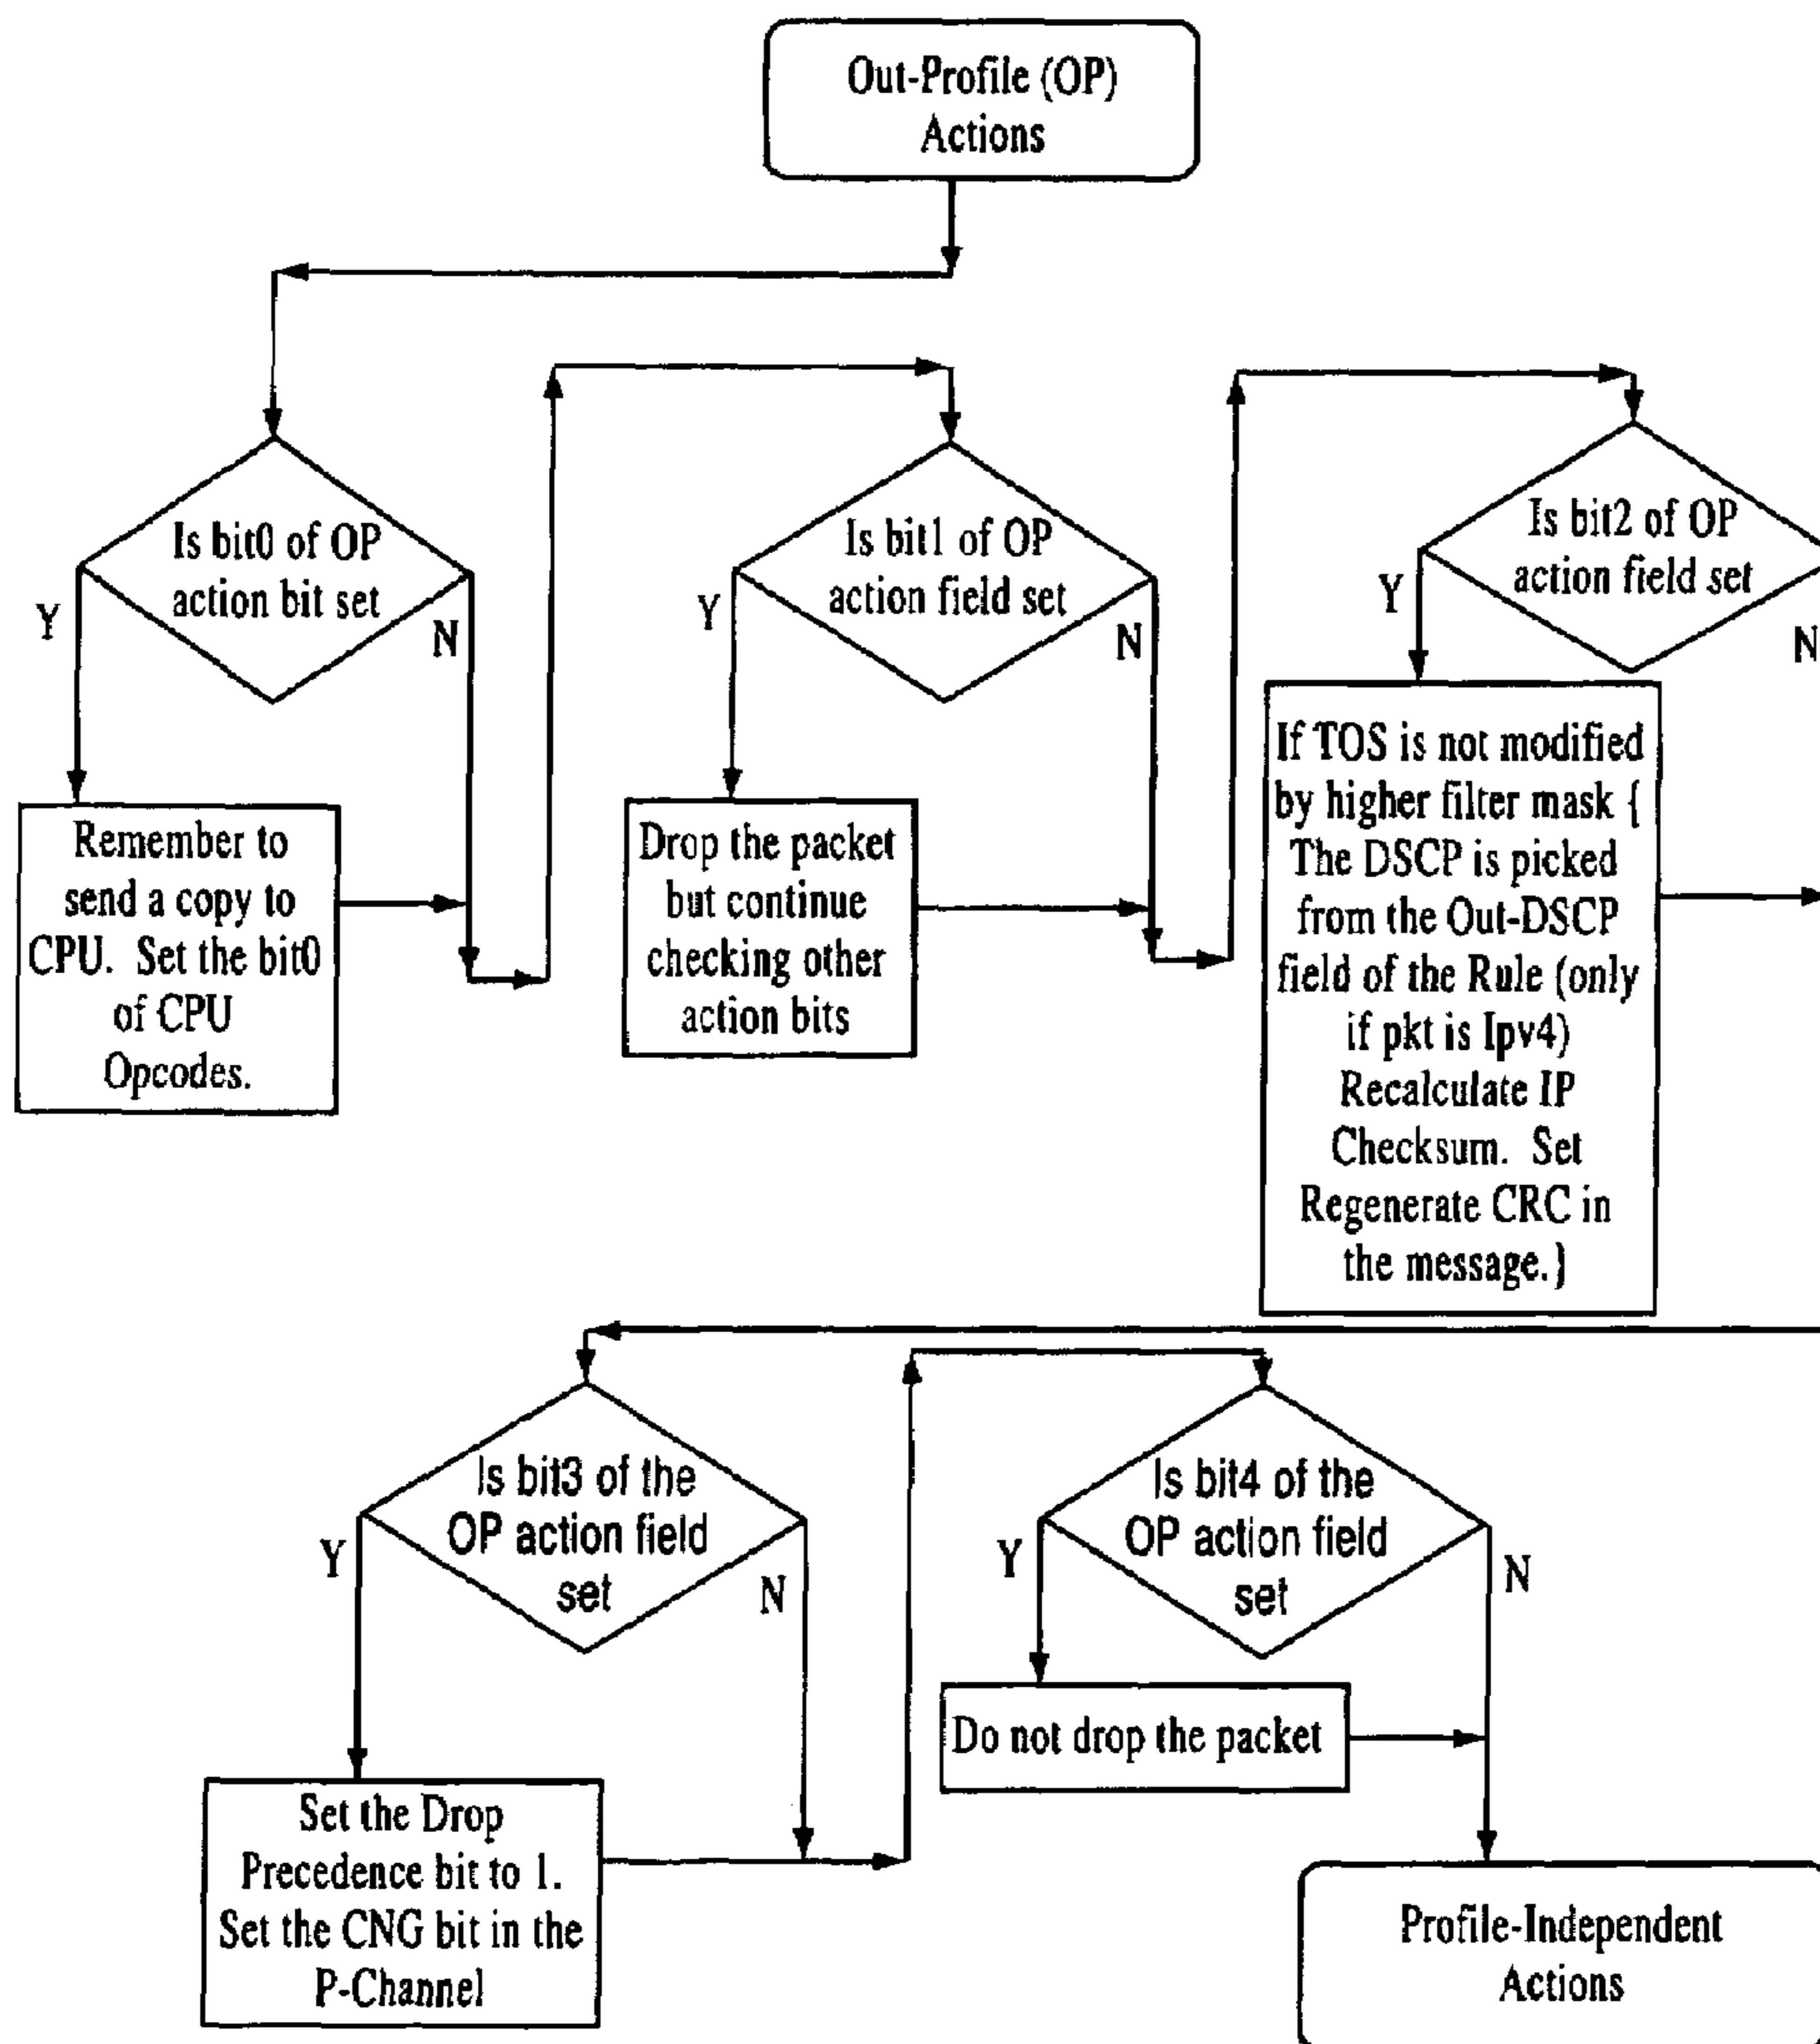 Out-Profile (OP)
Actions
Is bit0 of OP
action bit set
Y
N
Is bit1 of OP
action field set
Y
N
Is bit2 of OP
action field set
Y
N
Remember to
send a copy to
CPU. Set the bit0
of CPU
Opcodes.
Drop the packet
but continue
checking other
action bits
If TOS is not modified
by higher filter mask {
The DSCP is picked
from the Out-DSCP
field of the Rule (only
if pkt is Ipv4)
Recalculate IP
Checksum. Set
Regenerate CRC in
the message.}
Is bit3 of the
OP action field
set
Y
N
Is bit4 of the
OP action field
set
Y
N
Do not drop the packet
Set the Drop
Precedence bit to 1.
Set the CNG bit in the
P-Channel
Profile-Independent
Actions